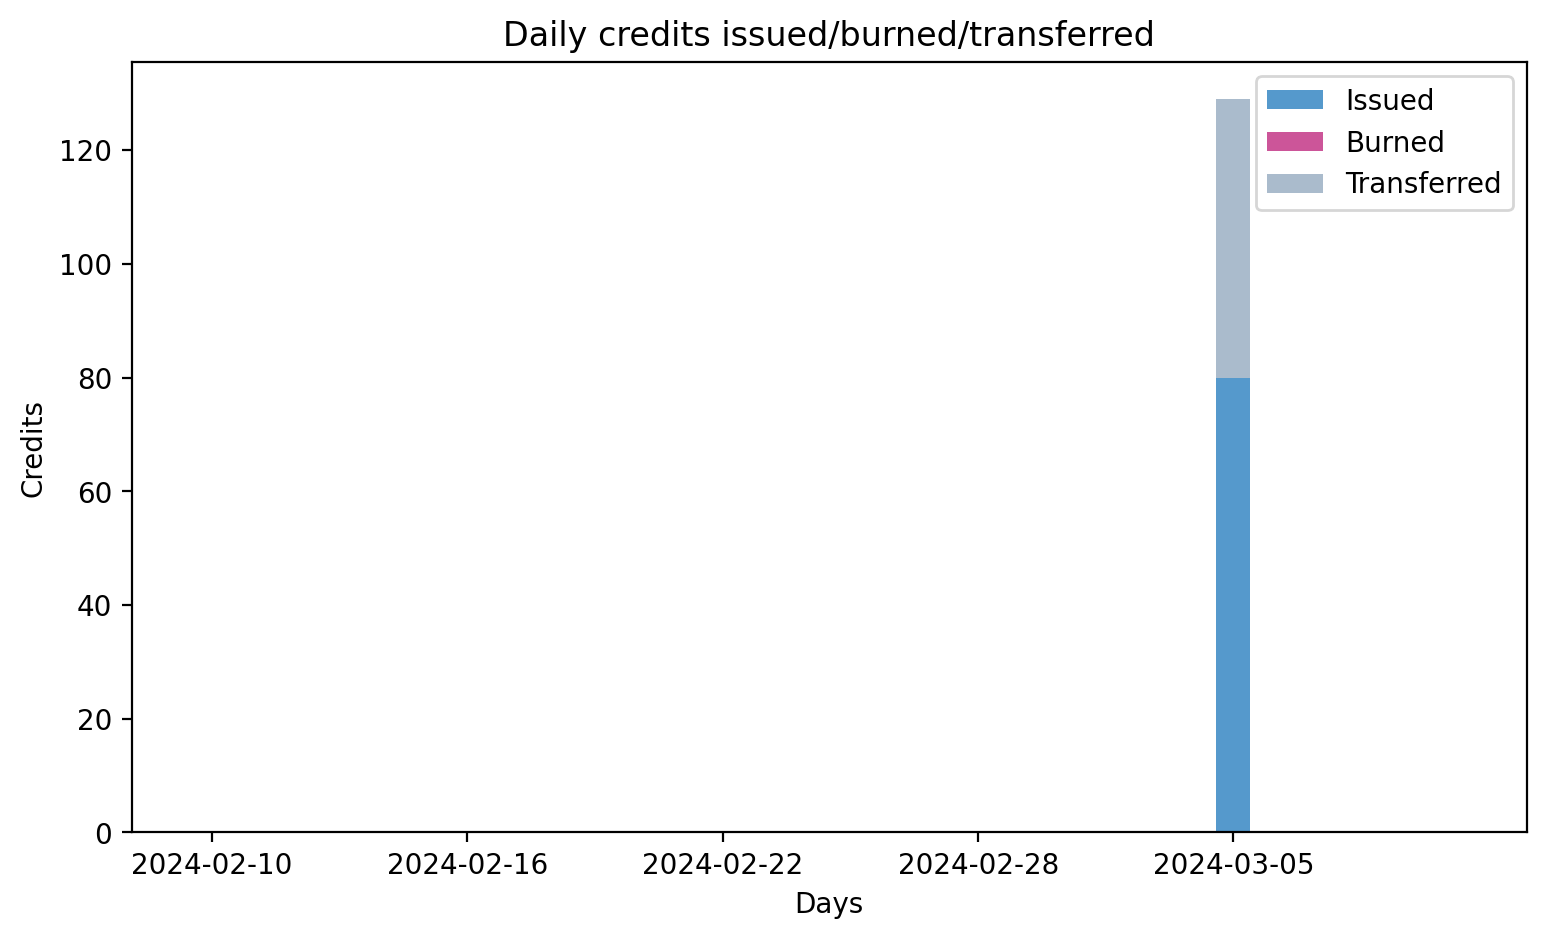 Daily credits issued/burned/transferred
Issued
Burned
Transferred
120
100
80
60
40
20
0
Credits
2024-02-10 2024-02-16 2024-02-22 2024-02-28 2024-03-05
Days